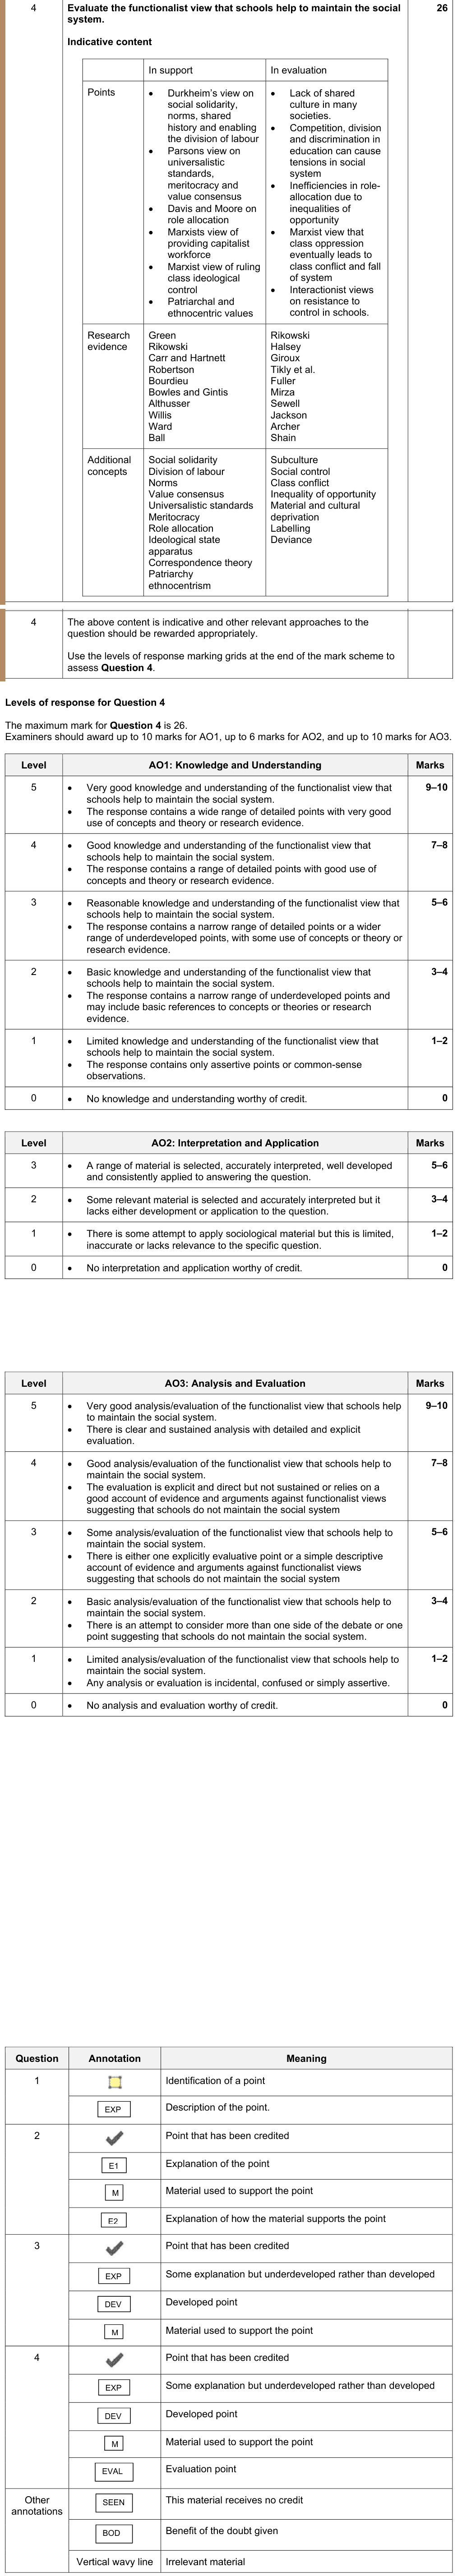 4
Evaluate the functionalist view that schools help to maintain the social
system.
26
Indicative content
In support
In evaluation
Points
• Durkheim's view on
social solidarity,
norms, shared
history and enabling
the division of labour
• Parsons view on
universalistic
standards,
meritocracy and
value consensus
• Davis and Moore on
role allocation
• Marxists view of
providing capitalist
workforce
• Marxist view of ruling
class ideological
control
• Patriarchal and
ethnocentric values
• Lack of shared
culture in many
societies.
• Competition, division
and discrimination in
education can cause
tensions in social
system
• Inefficiencies in role-
allocation due to
inequalities of
opportunity
• Marxist view that
class oppression
eventually leads to
class conflict and fall
of system
• Interactionist views
on resistance to
control in schools.
Research
evidence
Green
Rikowski
Carr and Hartnett
Robertson
Bourdieu
Bowles and Gintis
Althusser
Willis
Ward
Ball
Rikowski
Halsey
Giroux
Tikly et al.
Fuller
Mirza
Sewell
Jackson
Archer
Shain
Additional
concepts
Social solidarity
Division of labour
Norms
Value consensus
Universalistic standards
Meritocracy
Role allocation
Ideological state
apparatus
Correspondence theory
Patriarchy
ethnocentrism
Subculture
Social control
Class conflict
Inequality of opportunity
Material and cultural
deprivation
Labelling
Deviance
4
The above content is indicative and other relevant approaches to the
question should be rewarded appropriately.
Use the levels of response marking grids at the end of the mark scheme to
assess Question 4.
Levels of response for Question 4
The maximum mark for Question 4 is 26.
Examiners should award up to 10 marks for AO1, up to 6 marks for AO2, and up to 10 marks for AO3.
Level
AO1: Knowledge and Understanding
Marks
5
• Very good knowledge and understanding of the functionalist view that
schools help to maintain the social system.
• The response contains a wide range of detailed points with very good
use of concepts and theory or research evidence.
9–10
4
• Good knowledge and understanding of the functionalist view that
schools help to maintain the social system.
• The response contains a range of detailed points with good use of
concepts and theory or research evidence.
7–8
3
• Reasonable knowledge and understanding of the functionalist view that
schools help to maintain the social system.
• The response contains a narrow range of detailed points or a wider
range of underdeveloped points, with some use of concepts or theory or
research evidence.
5–6
2
• Basic knowledge and understanding of the functionalist view that
schools help to maintain the social system.
• The response contains a narrow range of underdeveloped points and
may include basic references to concepts or theories or research
evidence.
3–4
1
• Limited knowledge and understanding of the functionalist view that
schools help to maintain the social system.
• The response contains only assertive points or common-sense
observations.
1–2
0
• No knowledge and understanding worthy of credit.
0
Level
AO2: Interpretation and Application
Marks
3
• A range of material is selected, accurately interpreted, well developed
and consistently applied to answering the question.
5–6
2
• Some relevant material is selected and accurately interpreted but it
lacks either development or application to the question.
3–4
1
• There is some attempt to apply sociological material but this is limited,
inaccurate or lacks relevance to the specific question.
1–2
0
• No interpretation and application worthy of credit.
0
Level
AO3: Analysis and Evaluation
Marks
5
• Very good analysis/evaluation of the functionalist view that schools help
to maintain the social system.
• There is clear and sustained analysis with detailed and explicit
evaluation.
9–10
4
• Good analysis/evaluation of the functionalist view that schools help to
maintain the social system.
• The evaluation is explicit and direct but not sustained or relies on a
good account of evidence and arguments against functionalist views
suggesting that schools do not maintain the social system
7–8
3
• Some analysis/evaluation of the functionalist view that schools help to
maintain the social system.
• There is either one explicitly evaluative point or a simple descriptive
account of evidence and arguments against functionalist views
suggesting that schools do not maintain the social system
5–6
2
• Basic analysis/evaluation of the functionalist view that schools help to
maintain the social system.
• There is an attempt to consider more than one side of the debate or one
point suggesting that schools do not maintain the social system.
3–4
1
• Limited analysis/evaluation of the functionalist view that schools help to
maintain the social system.
• Any analysis or evaluation is incidental, confused or simply assertive.
1–2
0
• No analysis and evaluation worthy of credit.
0
Question
Annotation
Meaning
1
Identification of a point
EXP
Description of the point.
2
Point that has been credited
E1
Explanation of the point
M
Material used to support the point
E2
Explanation of how the material supports the point
3
Point that has been credited
EXP
Some explanation but underdeveloped rather than developed
DEV
Developed point
M
Material used to support the point
4
Point that has been credited
EXP
Some explanation but underdeveloped rather than developed
DEV
Developed point
M
Material used to support the point
EVAL
Evaluation point
Other
annotations
SEEN
This material receives no credit
BOD
Benefit of the doubt given
Vertical wavy line
Irrelevant material